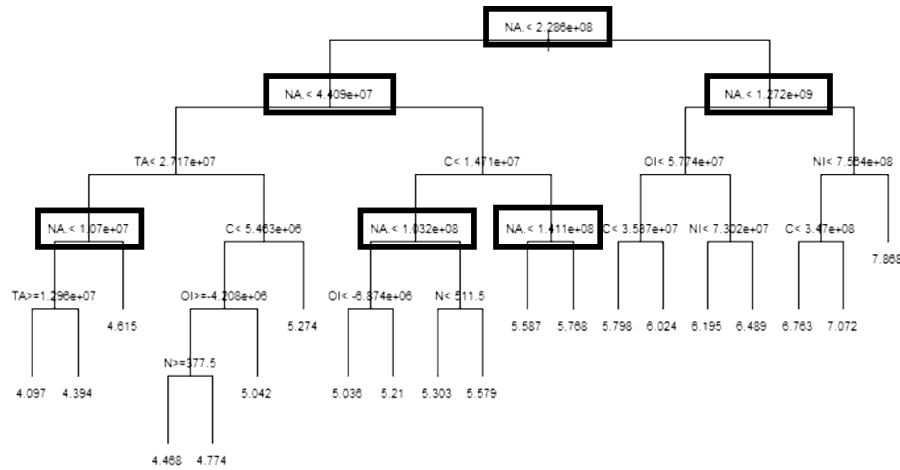 NA.< 2.286e+08
NA.< 4.409e+07
NA.< 1.272e+09
TA< 2.717e+07
C< 1.471e+07
OI< 5.774e+07
NI< 7.564e+08
NA.< 1.07e+07
C< 5.463e+06
NA.< 1.032e+08
NA.< 1.411e+08
C< 3.587e+07
NI< 7.302e+07
C< 3.47e+08
7.868
TA>=1.296e+07
4.615
OI>=-4.208e+06
5.274
OI< -6.874e+06
N< 511.5
5.587
5.768
5.798
6.024
6.195
6.489
6.763
7.072
N>=377.5
4.097
4.394
5.042
5.036
5.21
5.303
5.579
4.468
4.774